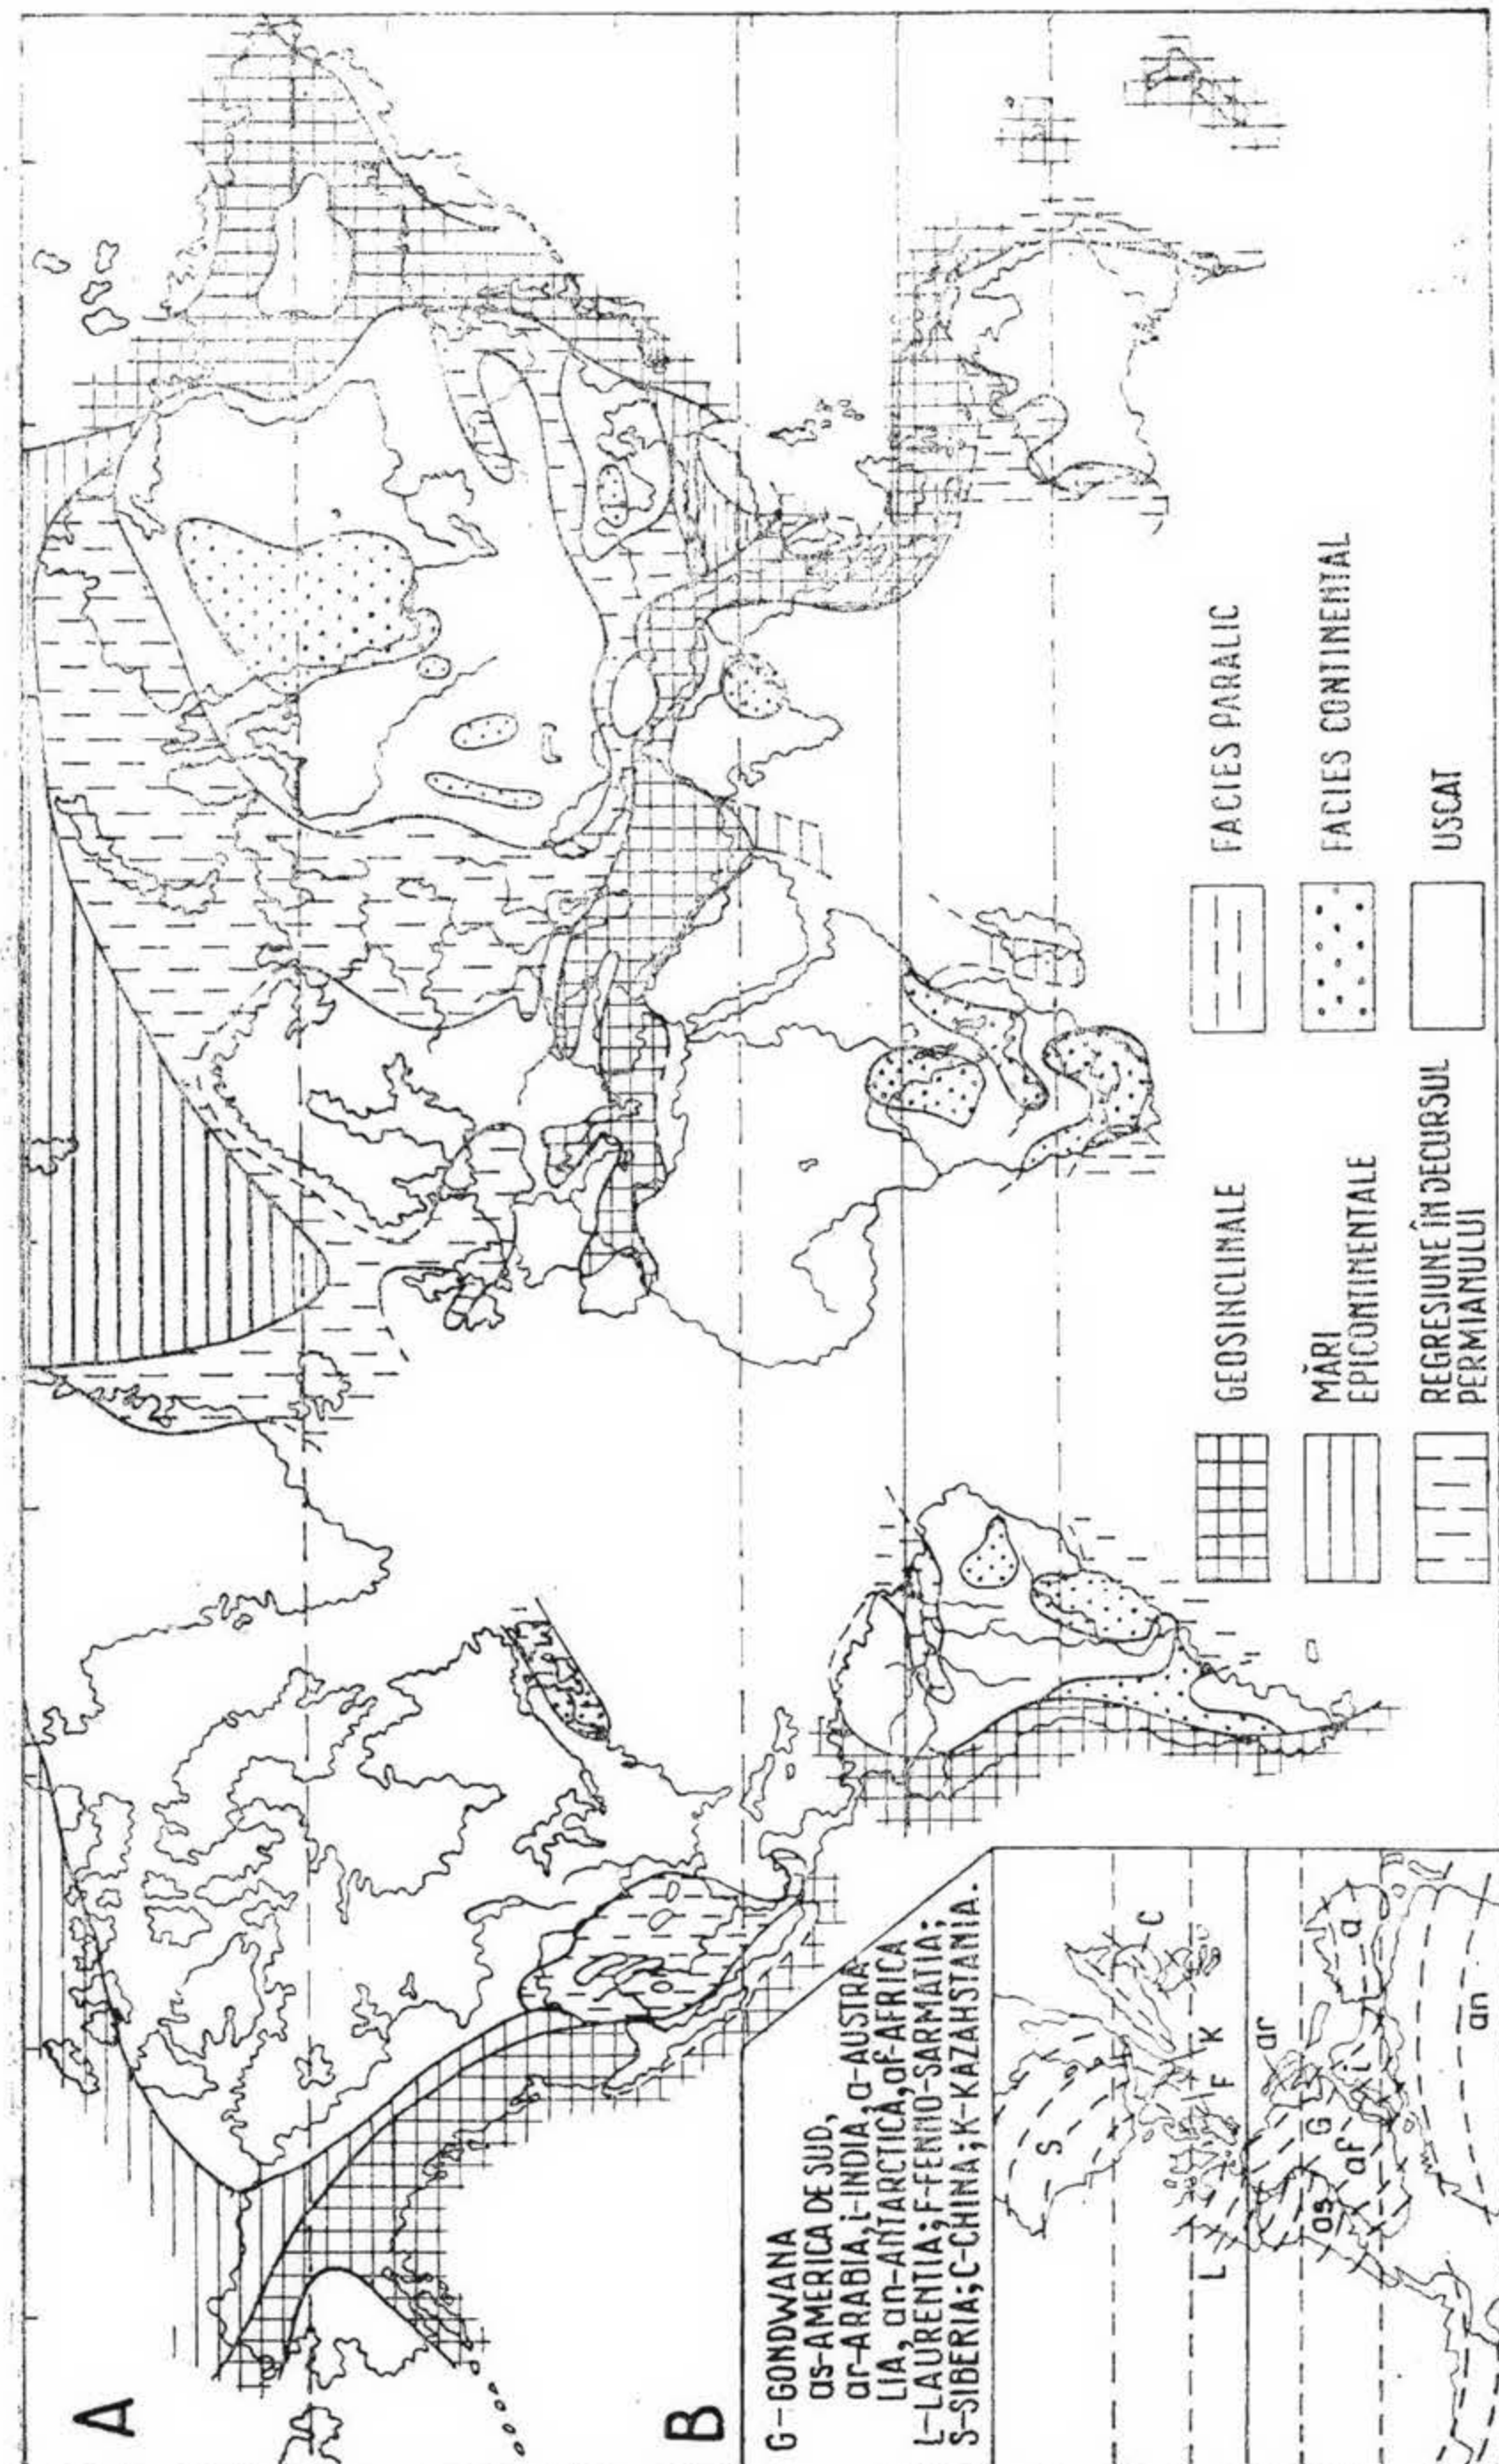 A
B
G-GONDWANA
as-AMERICA DE SUD,
ar-ARABIA, i-INDIA, a-AUSTRA
LIA, an-ANTARCTICA, af-AFRICA
L-LAURENTIA; F-FENNO-SARMATIA;
S-SIBERIA; C-CHINA; K-KAZAHSTANIA.
S
C
L
F
K
ar
as
G
af
i
a
an
GEOSINCLINALE
MĂRI
EPICONTINENTALE
REGRESIUNE ÎN DECURSUL
PERMIANULUI
FACIES PARALIC
FACIES CONTINENTAL
USCAT